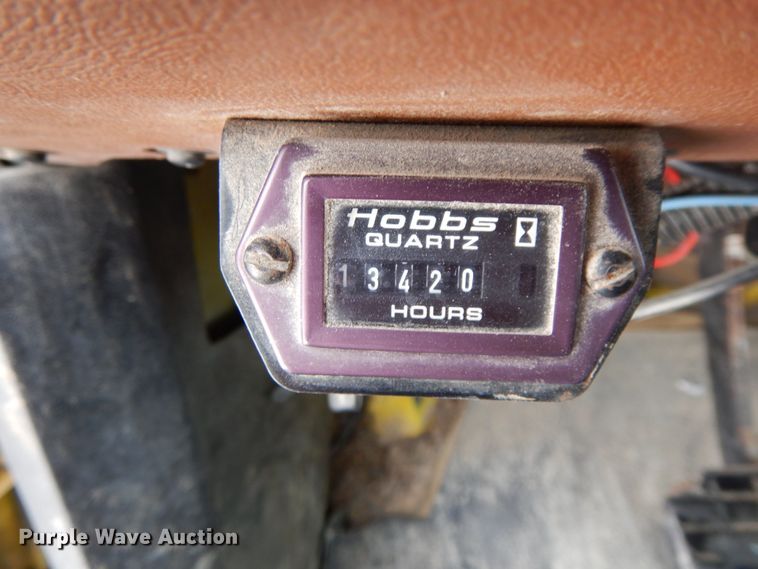 Hobbs
QUARTZ
13420
HOURS
Purple Wave Auction